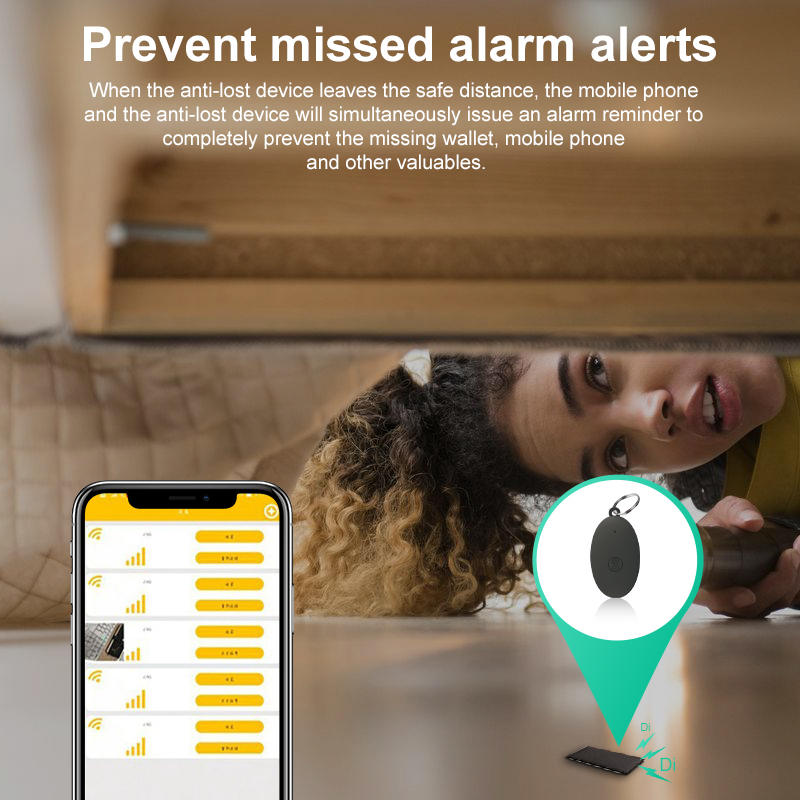 Prevent missed alarm alerts
When the anti-lost device leaves the safe distance, the mobile phone
and the anti-lost device will simultaneously issue an alarm reminder to
completely prevent the missing wallet, mobile phone
and other valuables.
Di
Di